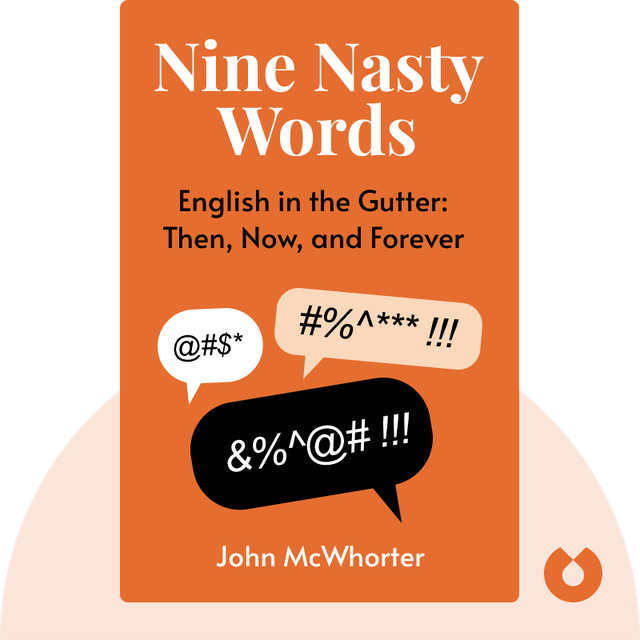 Nine Nasty
Words
English in the Gutter:
Then, Now, and Forever
@#$*
#%^*** !!!
&%^@# !!!
John McWhorter